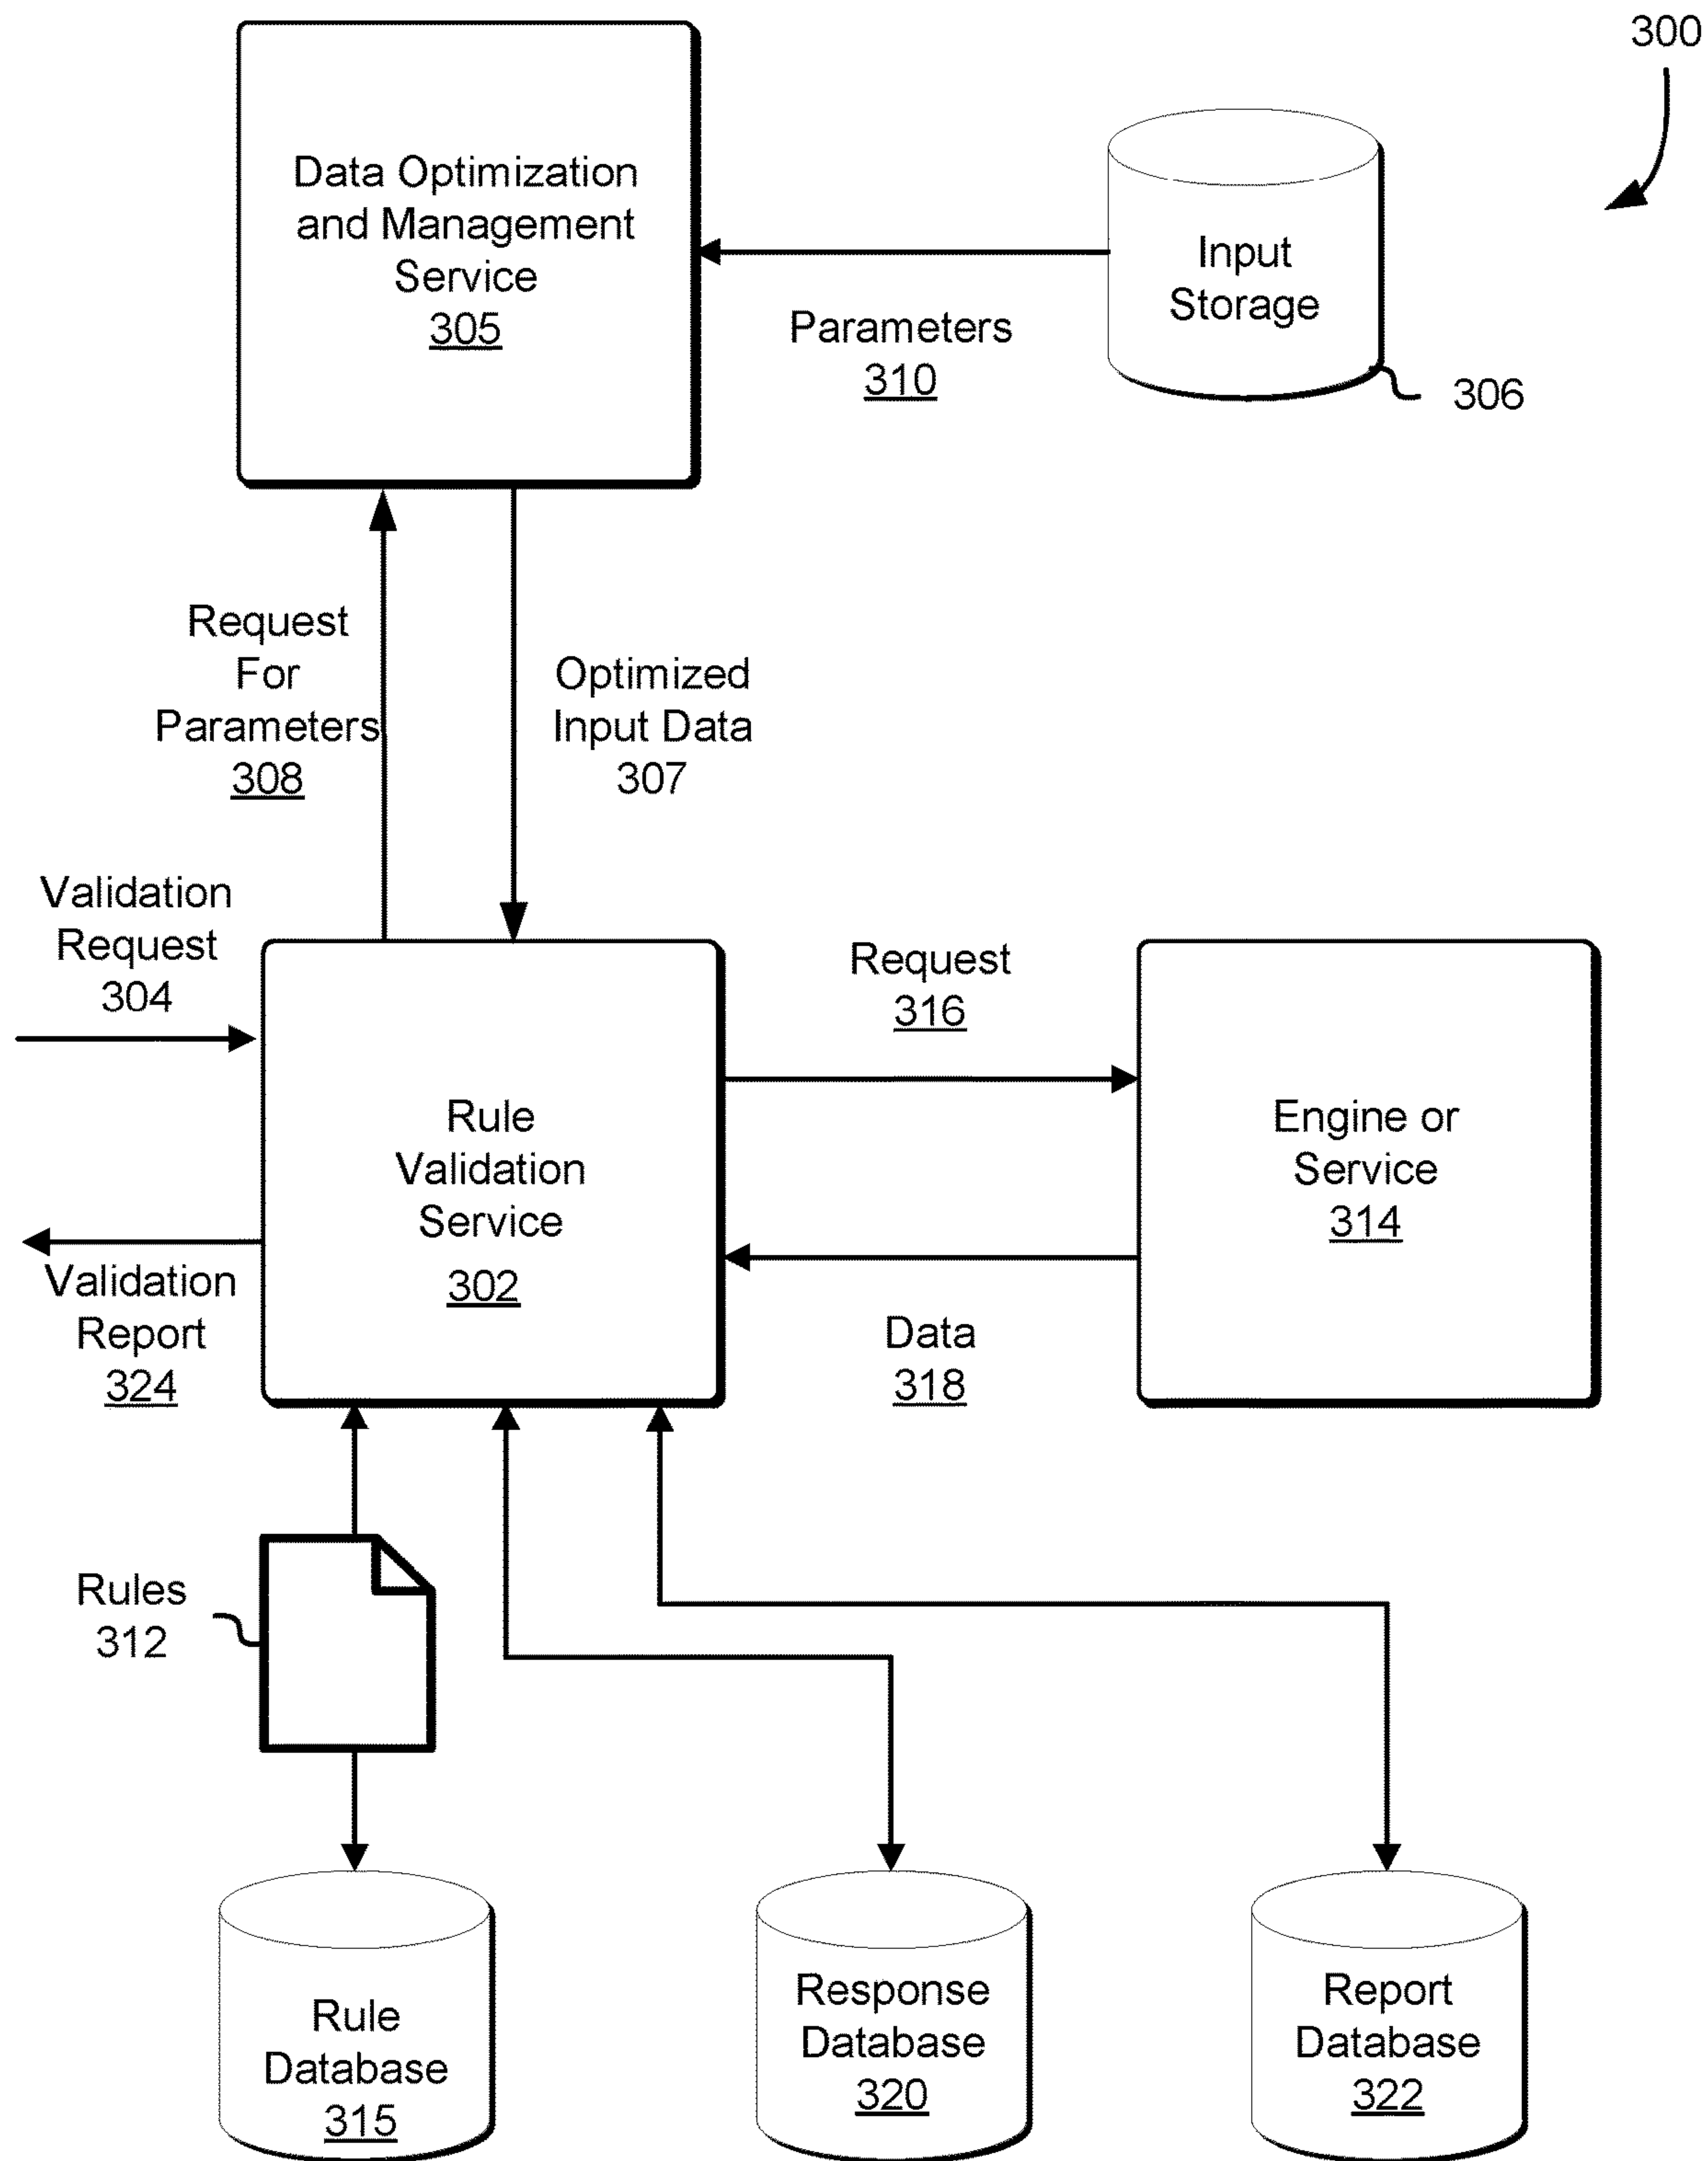 300
Data Optimization
and Management
Service
305
Input
Storage
306
Parameters
310
Request
For
Parameters
308
Optimized
Input Data
307
Validation
Request
304
Request
316
Rule
Validation
Service
302
Engine or
Service
314
Validation
Report
324
Data
318
Rules
312
Rule
Database
315
Response
Database
320
Report
Database
322